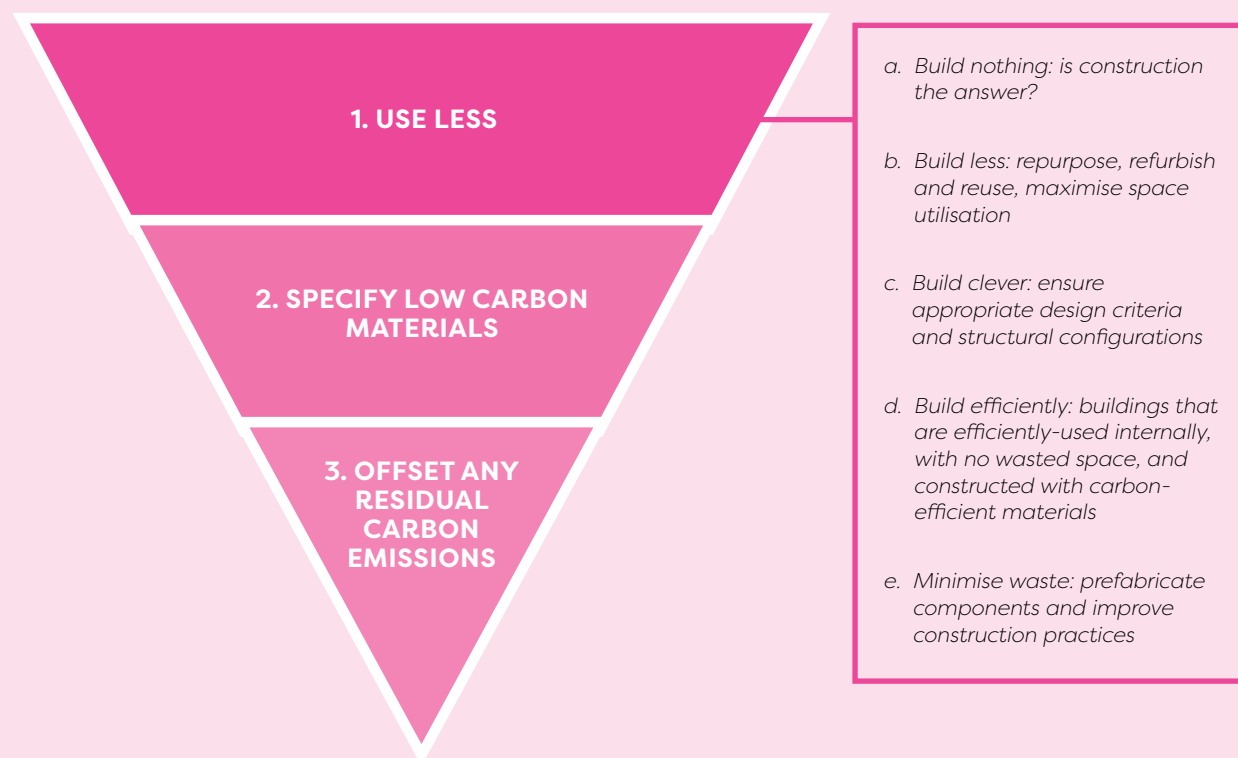 1. USE LESS
2. SPECIFY LOW CARBON
MATERIALS
3. OFFSET ANY
RESIDUAL
CARBON
EMISSIONS
a. Build nothing: is construction
the answer?
b. Build less: repurpose, refurbish
and reuse, maximise space
utilisation
c. Build clever: ensure
appropriate design criteria
and structural configurations
d. Build efficiently: buildings that
are efficiently-used internally,
with no wasted space, and
constructed with carbon-
efficient materials
e. Minimise waste: prefabricate
components and improve
construction practices